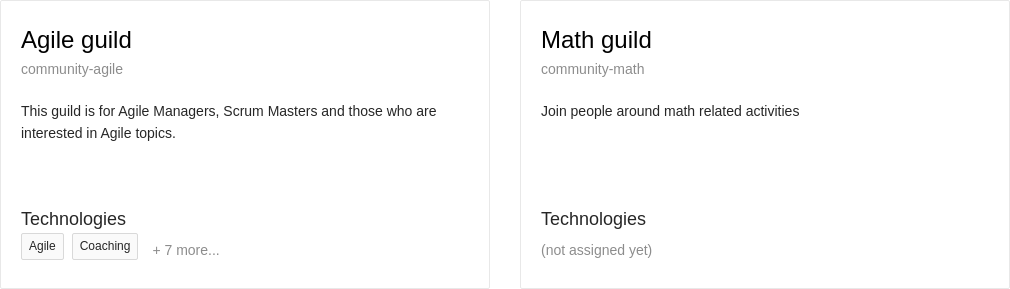 Agile guild
community-agile
This guild is for Agile Managers, Scrum Masters and those who are
interested in Agile topics.
Technologies
Agile Coaching + 7 more...
Math guild
community-math
Join people around math related activities
Technologies
(not assigned yet)